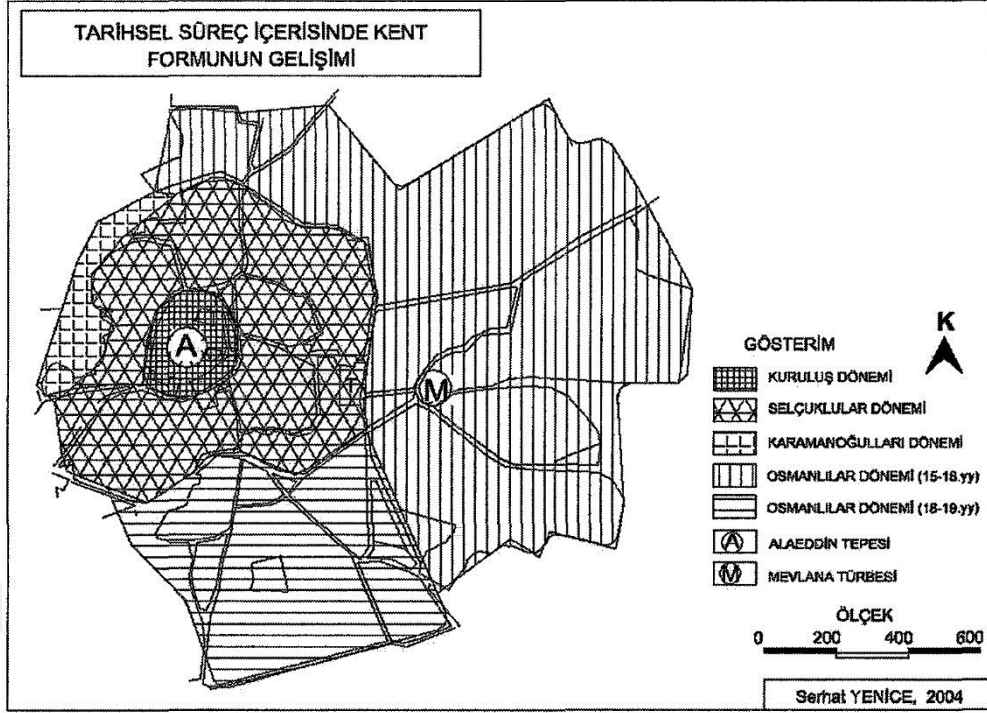 TARİHSEL SÜREÇ İÇERİSİNDE KENT
FORMUNUN GELİŞİMİ
A
M
K
GÖSTERİM
KURULUŞ DÖNEMİ
SELÇUKLULAR DÖNEMİ
KARAMANOĞULLARI DÖNEMİ
OSMANLILAR DÖNEMİ (15-18.yy)
OSMANLILAR DÖNEMİ (18-19.yy)
A ALAEDDİN TEPESİ
M MEVLANA TÜRBESİ
ÖLÇEK
0 200 400 600
Serhat YENİCE, 2004